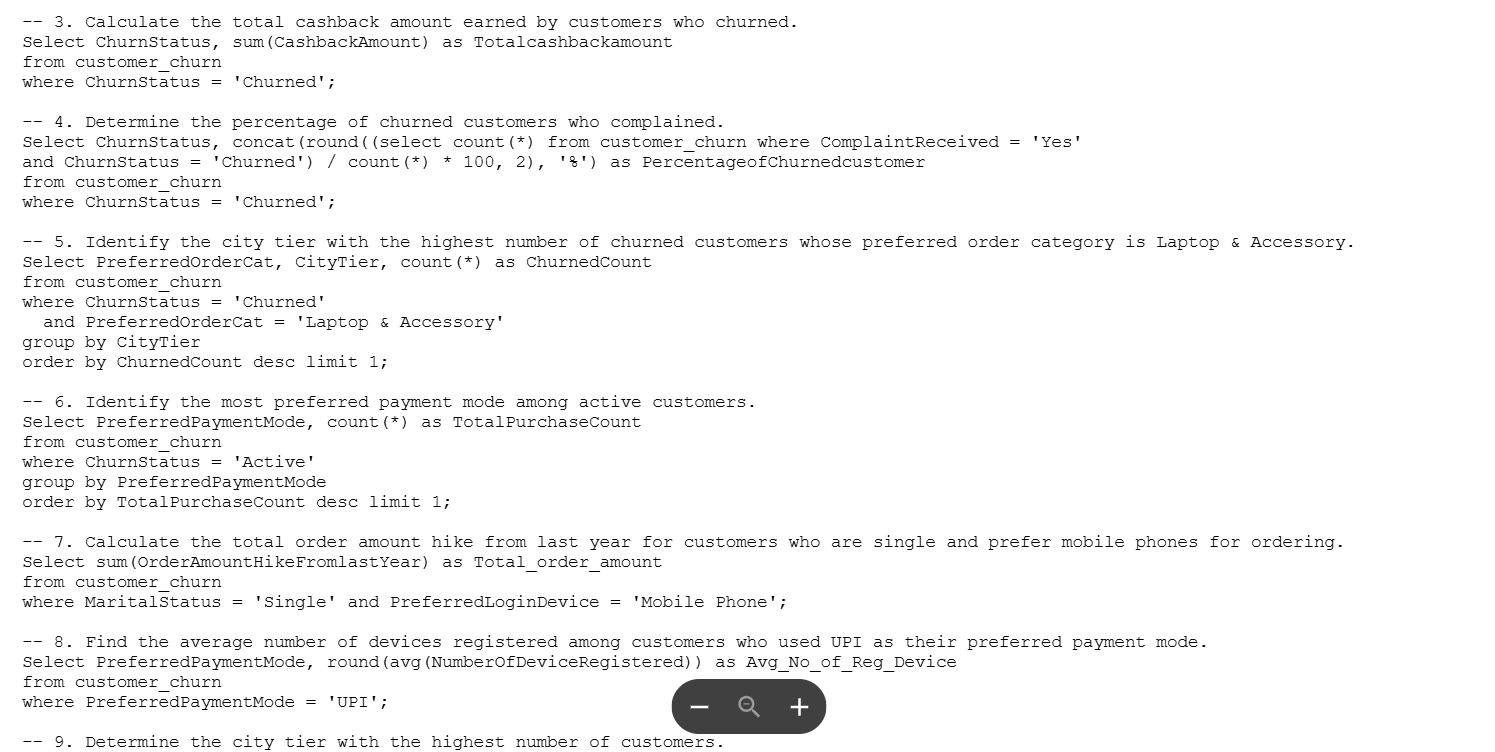 -- 3. Calculate the total cashback amount earned by customers who churned.
Select ChurnStatus, sum(CashbackAmount) as Totalcashbackamount
from customer_churn
where ChurnStatus = 'Churned';
-- 4. Determine the percentage of churned customers who complained.
Select ChurnStatus, concat(round((select count(*) from customer_churn where ComplaintReceived = 'Yes'
and ChurnStatus = 'Churned') / count(*) * 100, 2), '%') as PercentageofChurnedcustomer
from customer_churn
where ChurnStatus = 'Churned';
-- 5. Identify the city tier with the highest number of churned customers whose preferred order category is Laptop & Accessory.
Select PreferredOrderCat, CityTier, count(*) as ChurnedCount
from customer_churn
where ChurnStatus = 'Churned'
  and PreferredOrderCat = 'Laptop & Accessory'
group by CityTier
order by ChurnedCount desc limit 1;
-- 6. Identify the most preferred payment mode among active customers.
Select PreferredPaymentMode, count(*) as TotalPurchaseCount
from customer_churn
where ChurnStatus = 'Active'
group by PreferredPaymentMode
order by TotalPurchaseCount desc limit 1;
-- 7. Calculate the total order amount hike from last year for customers who are single and prefer mobile phones for ordering.
Select sum(OrderAmountHikeFromlastYear) as Total_order_amount
from customer_churn
where MaritalStatus = 'Single' and PreferredLoginDevice = 'Mobile Phone';
-- 8. Find the average number of devices registered among customers who used UPI as their preferred payment mode.
Select PreferredPaymentMode, round(avg(NumberOfDeviceRegistered)) as Avg_No_of_Reg_Device
from customer_churn
where PreferredPaymentMode = 'UPI';
-- 9. Determine the city tier with the highest number of customers.